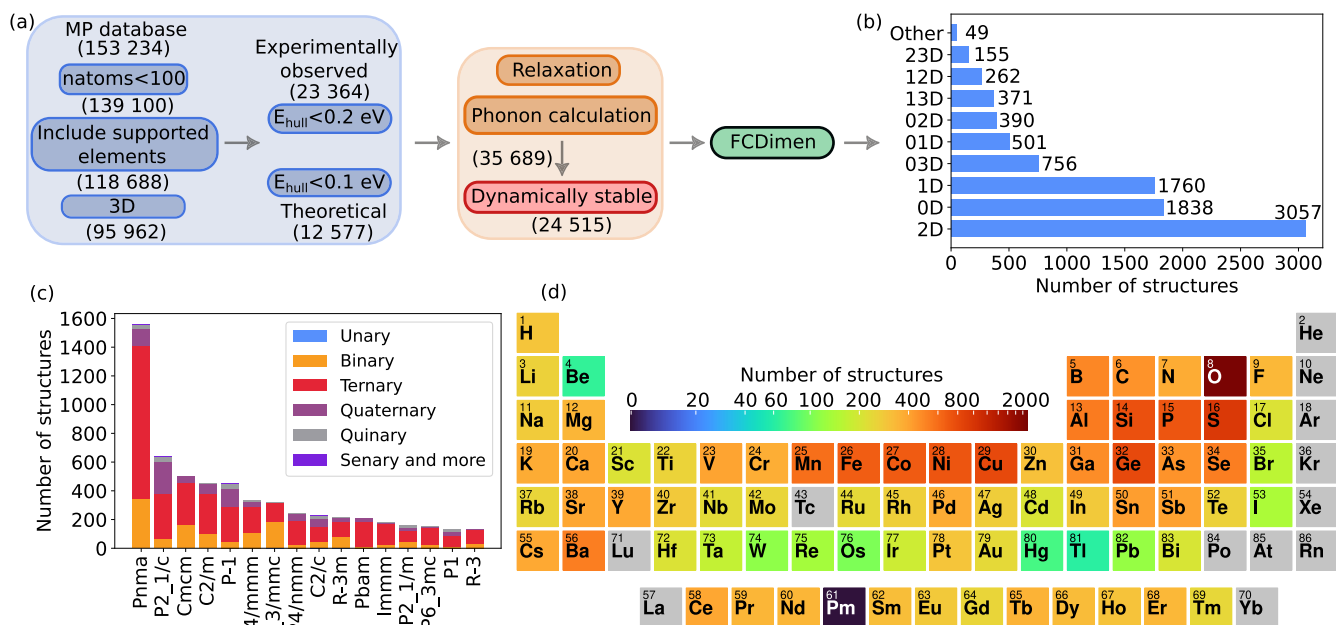 (a)
MP database
(153 234)
natoms<100
(139 100)
Include supported
elements
(118 688)
3D
(95 962)
Experimentally
observed
(23 364)
E_hull<0.2 eV
E_hull<0.1 eV
Theoretical
(12 577)
Relaxation
Phonon calculation
(35 689)
Dynamically stable
(24 515)
FCDimen
(b)
Other 49
23D 155
12D 262
13D 371
02D 390
01D 501
03D 756
1D 1760
0D 1838
2D 3057
0 500 1000 1500 2000 2500 3000
Number of structures
(c)
Number of structures
1600
1400
1200
1000
800
600
400
200
0
Unary
Binary
Ternary
Quaternary
Quinary
Senary and more
Pnma
P2_1/c
Cmcm
C2/m
P-1
4/mmm
_3/mmc
4/nmm
C2/c
R-3m
Pbam
Immm
P2_1/m
P6_3mc
P1
R-3
(d)
Number of structures
0 20 40 60 100 200 400 800 2000
1 H 2 He
3 Li 4 Be 5 B 6 C 7 N 8 O 9 F 10 Ne
11 Na 12 Mg 13 Al 14 Si 15 P 16 S 17 Cl 18 Ar
19 K 20 Ca 21 Sc 22 Ti 23 V 24 Cr 25 Mn 26 Fe 27 Co 28 Ni 29 Cu 30 Zn 31 Ga 32 Ge 33 As 34 Se 35 Br 36 Kr
37 Rb 38 Sr 39 Y 40 Zr 41 Nb 42 Mo 43 Tc 44 Ru 45 Rh 46 Pd 47 Ag 48 Cd 49 In 50 Sn 51 Sb 52 Te 53 I 54 Xe
55 Cs 56 Ba 71 Lu 72 Hf 73 Ta 74 W 75 Re 76 Os 77 Ir 78 Pt 79 Au 80 Hg 81 Tl 82 Pb 83 Bi 84 Po 85 At 86 Rn
57 La 58 Ce 59 Pr 60 Nd 61 Pm 62 Sm 63 Eu 64 Gd 65 Tb 66 Dy 67 Ho 68 Er 69 Tm 70 Yb